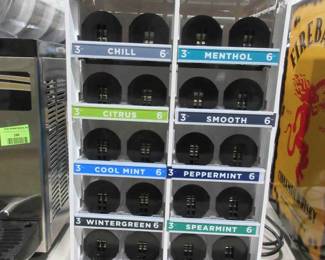 3 CHILL 6
3 MENTHOL 6
3 CITRUS 6
3 SMOOTH 6
3 COOL MINT 6
3 PEPPERMINT 6
3 WINTERGREEN 6
3 SPEARMINT 6
FIREBALL